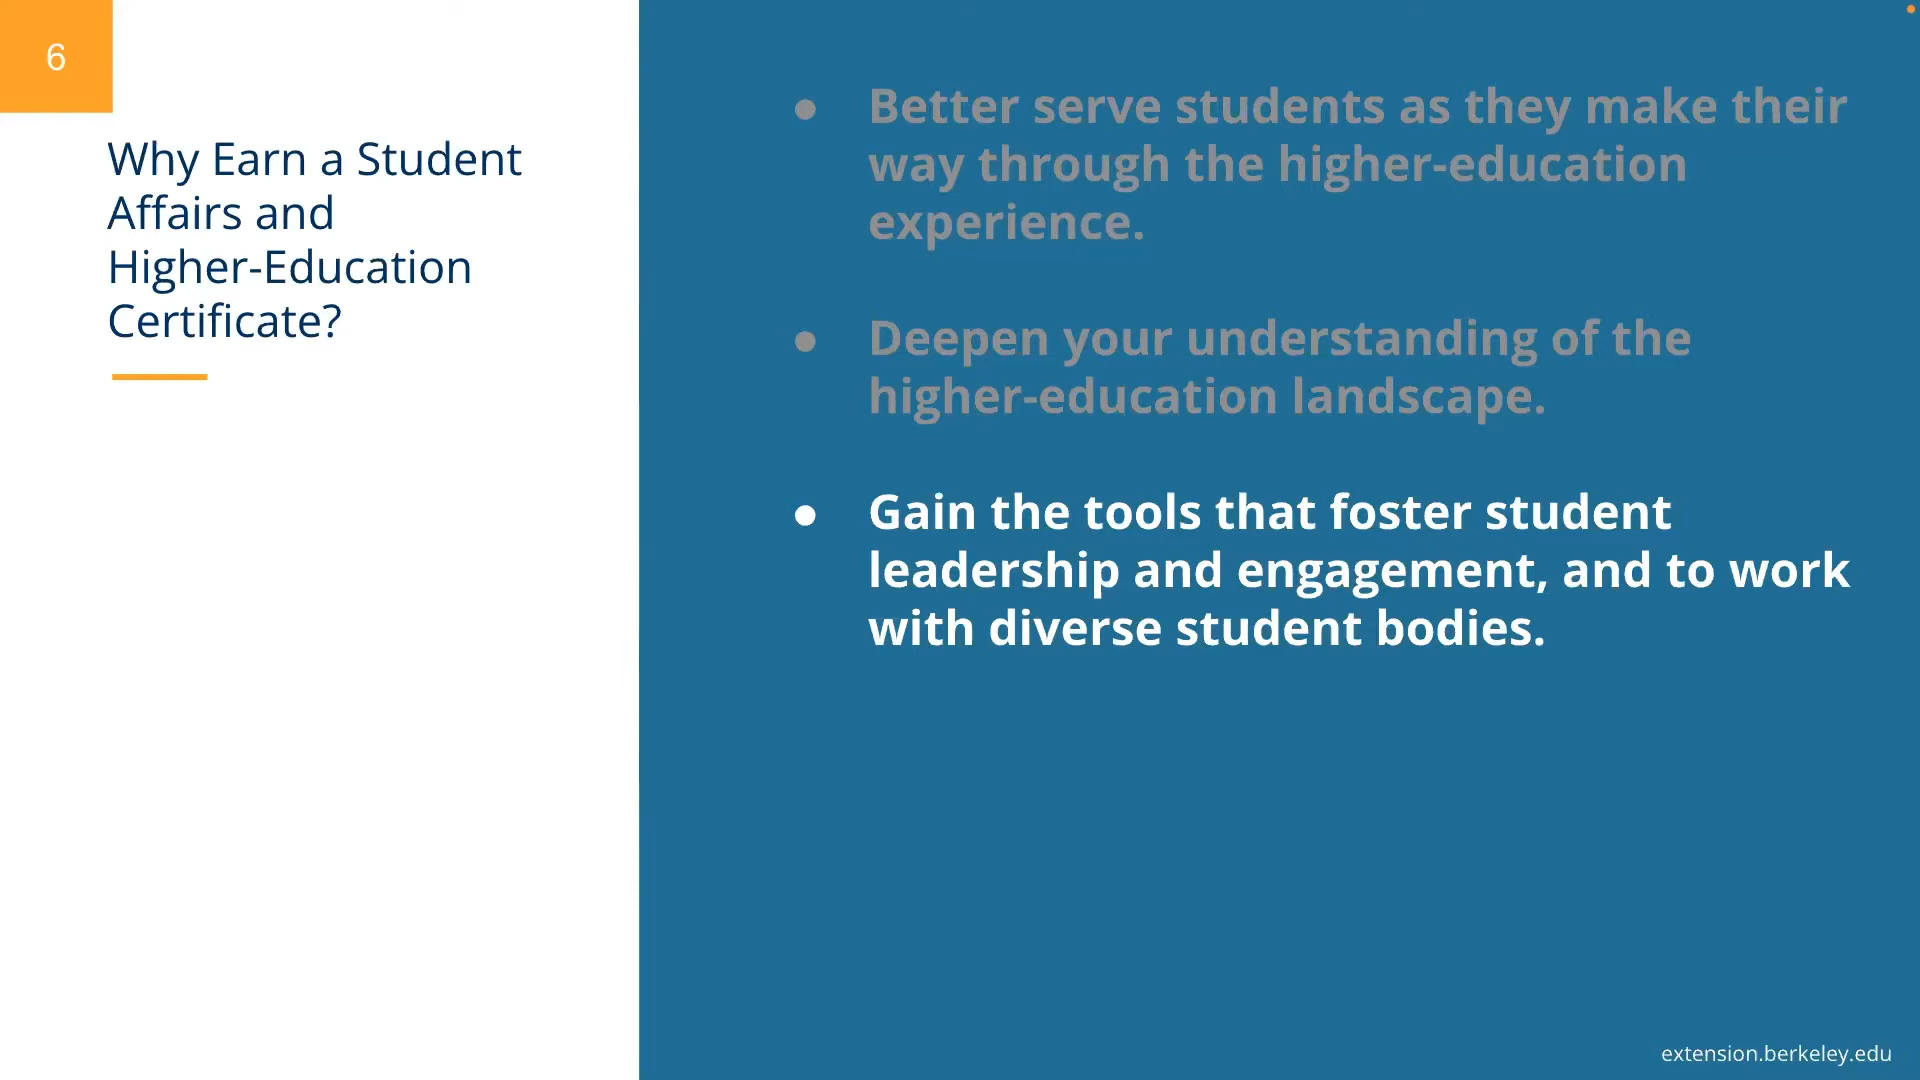 6
Why Earn a Student
Affairs and
Higher-Education
Certificate?
● Better serve students as they make their
way through the higher-education
experience.
● Deepen your understanding of the
higher-education landscape.
● Gain the tools that foster student
leadership and engagement, and to work
with diverse student bodies.
extension.berkeley.edu